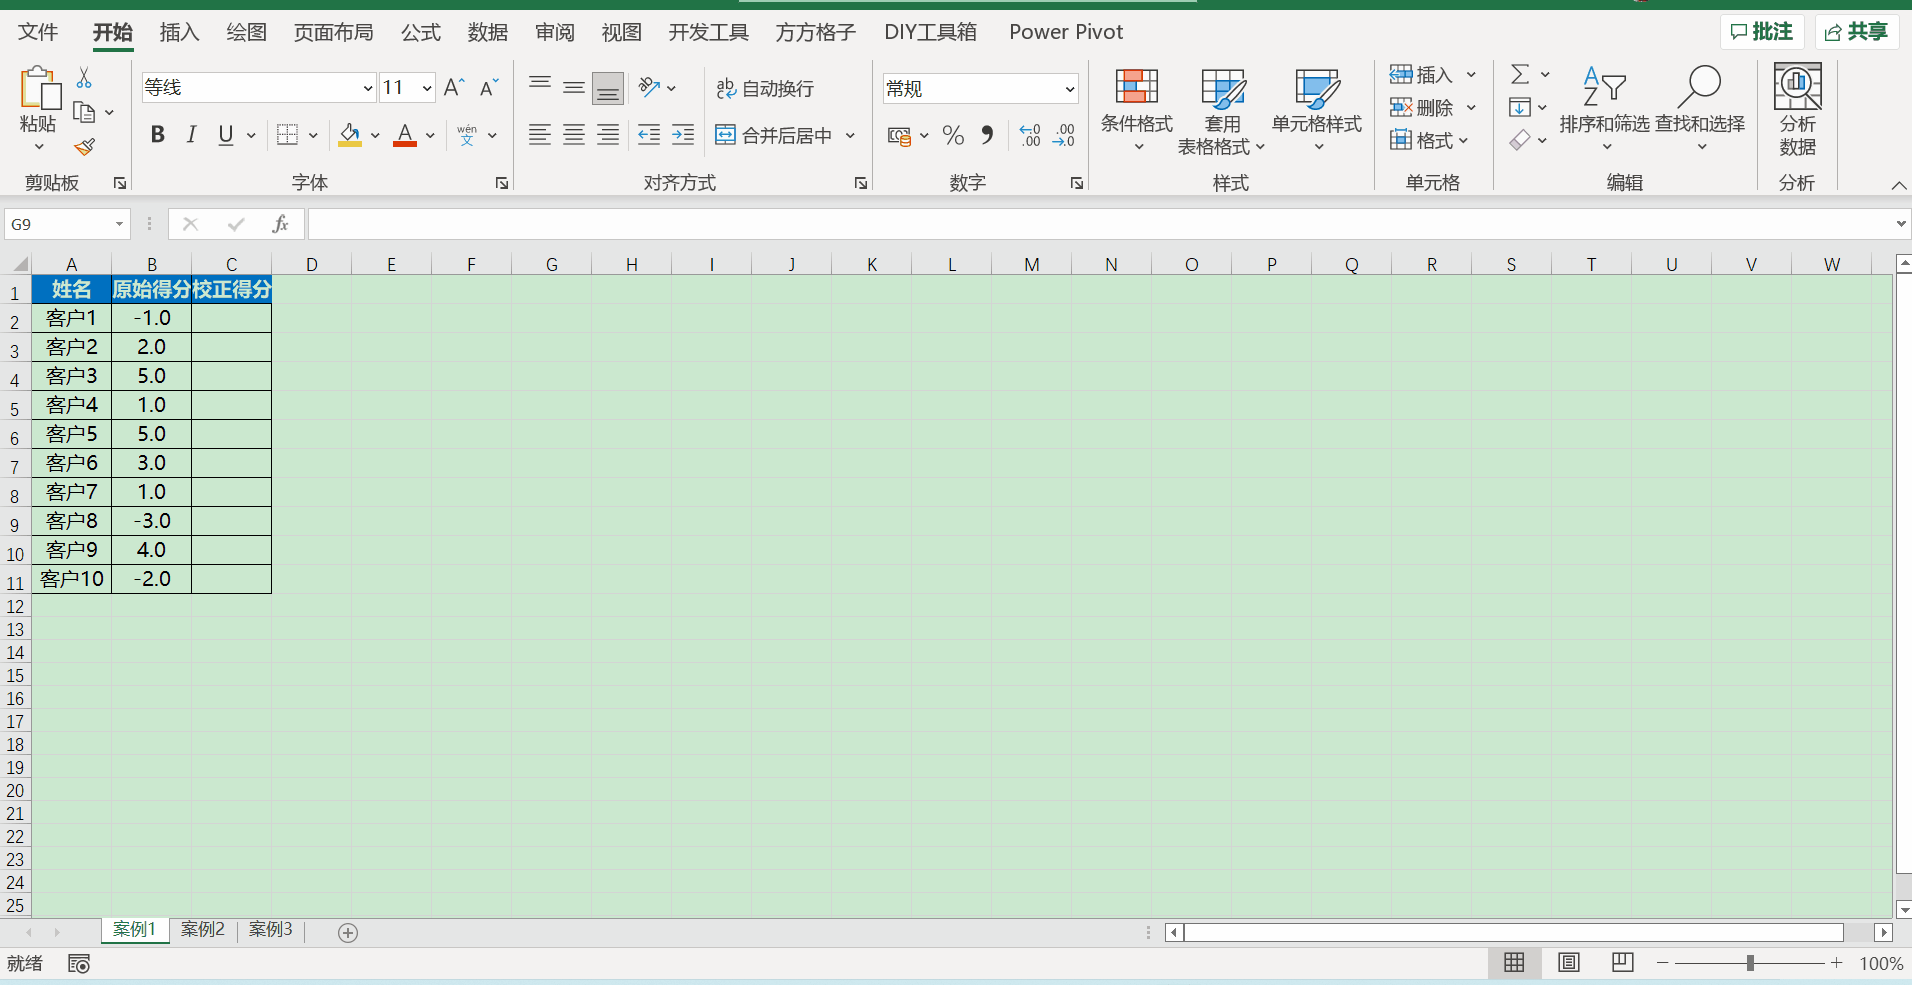 文件 开始 插入 绘图 页面布局 公式 数据 审阅 视图 开发工具 方方格子 DIY工具箱 Power Pivot 批注 共享
粘贴
剪贴板
等线 11
B I U A wén 文
字体
自动换行
合并后居中
对齐方式
常规
% .00
数字
条件格式
套用
表格格式
单元格样式
样式
插入
删除
格式
单元格
排序和筛选
查找和选择
编辑
分析
数据
分析
G9 fx
A B C D E F G H I J K L M N O P Q R S T U V W
1 姓名 原始得分 校正得分
2 客户1 -1.0
3 客户2 2.0
4 客户3 5.0
5 客户4 1.0
6 客户5 5.0
7 客户6 3.0
8 客户7 1.0
9 客户8 -3.0
10 客户9 4.0
11 客户10 -2.0
12
13
14
15
16
17
18
19
20
21
22
23
24
25
案例1 案例2 案例3
就绪 100%